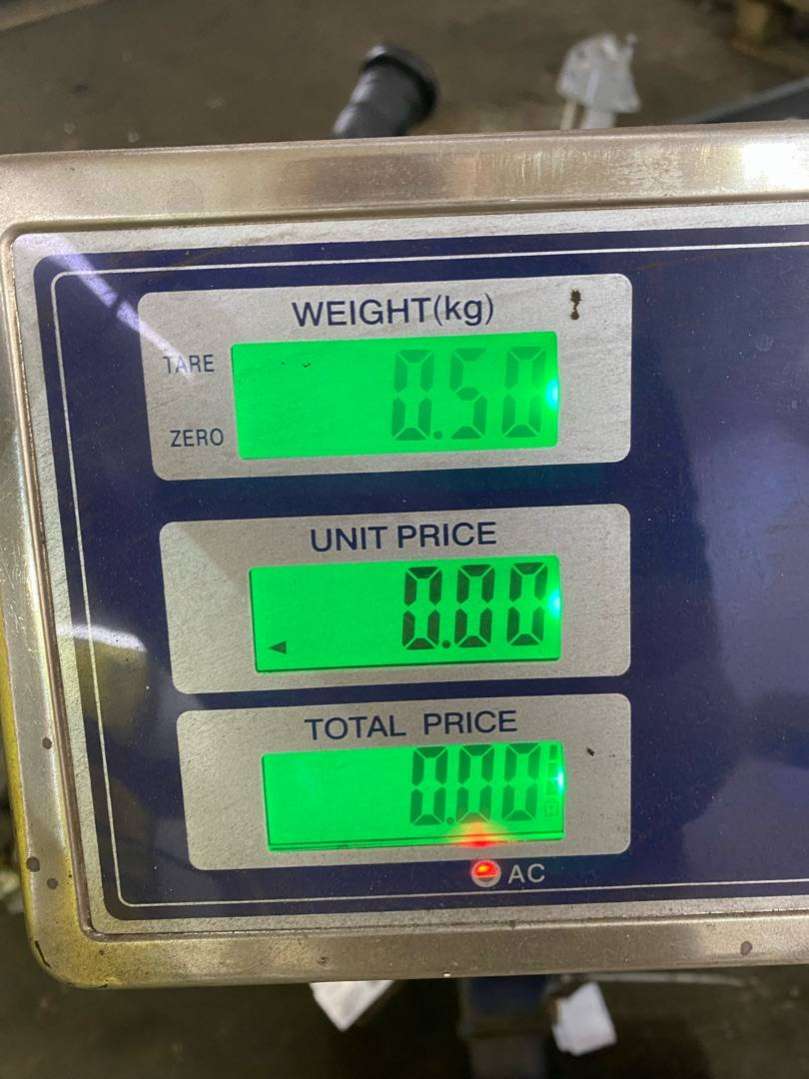 WEIGHT(kg)
TARE
0.50
ZERO
UNIT PRICE
0.00
TOTAL PRICE
0.00
AC